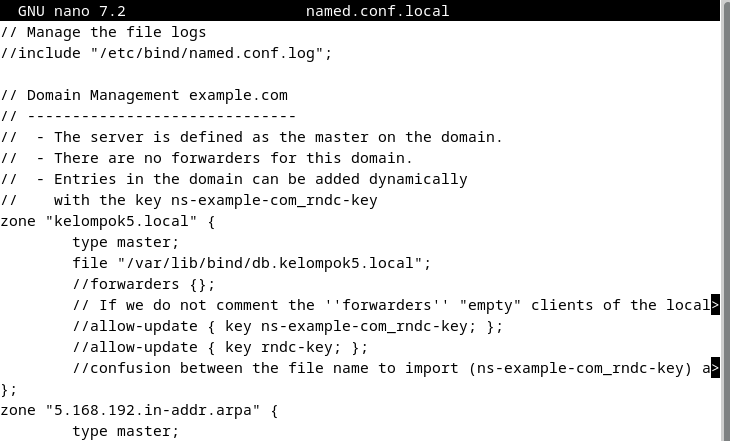 GNU nano 7.2 named.conf.local
// Manage the file logs
//include "/etc/bind/named.conf.log";
// Domain Management example.com
// ------------------------------
//  - The server is defined as the master on the domain.
//  - There are no forwarders for this domain.
//  - Entries in the domain can be added dynamically
//    with the key ns-example-com_rndc-key
zone "kelompok5.local" {
        type master;
        file "/var/lib/bind/db.kelompok5.local";
        //forwarders {};
        // If we do not comment the ''forwarders'' "empty" clients of the local>
        //allow-update { key ns-example-com_rndc-key; };
        //allow-update { key rndc-key; };
        //confusion between the file name to import (ns-example-com_rndc-key) a>
};
zone "5.168.192.in-addr.arpa" {
        type master;